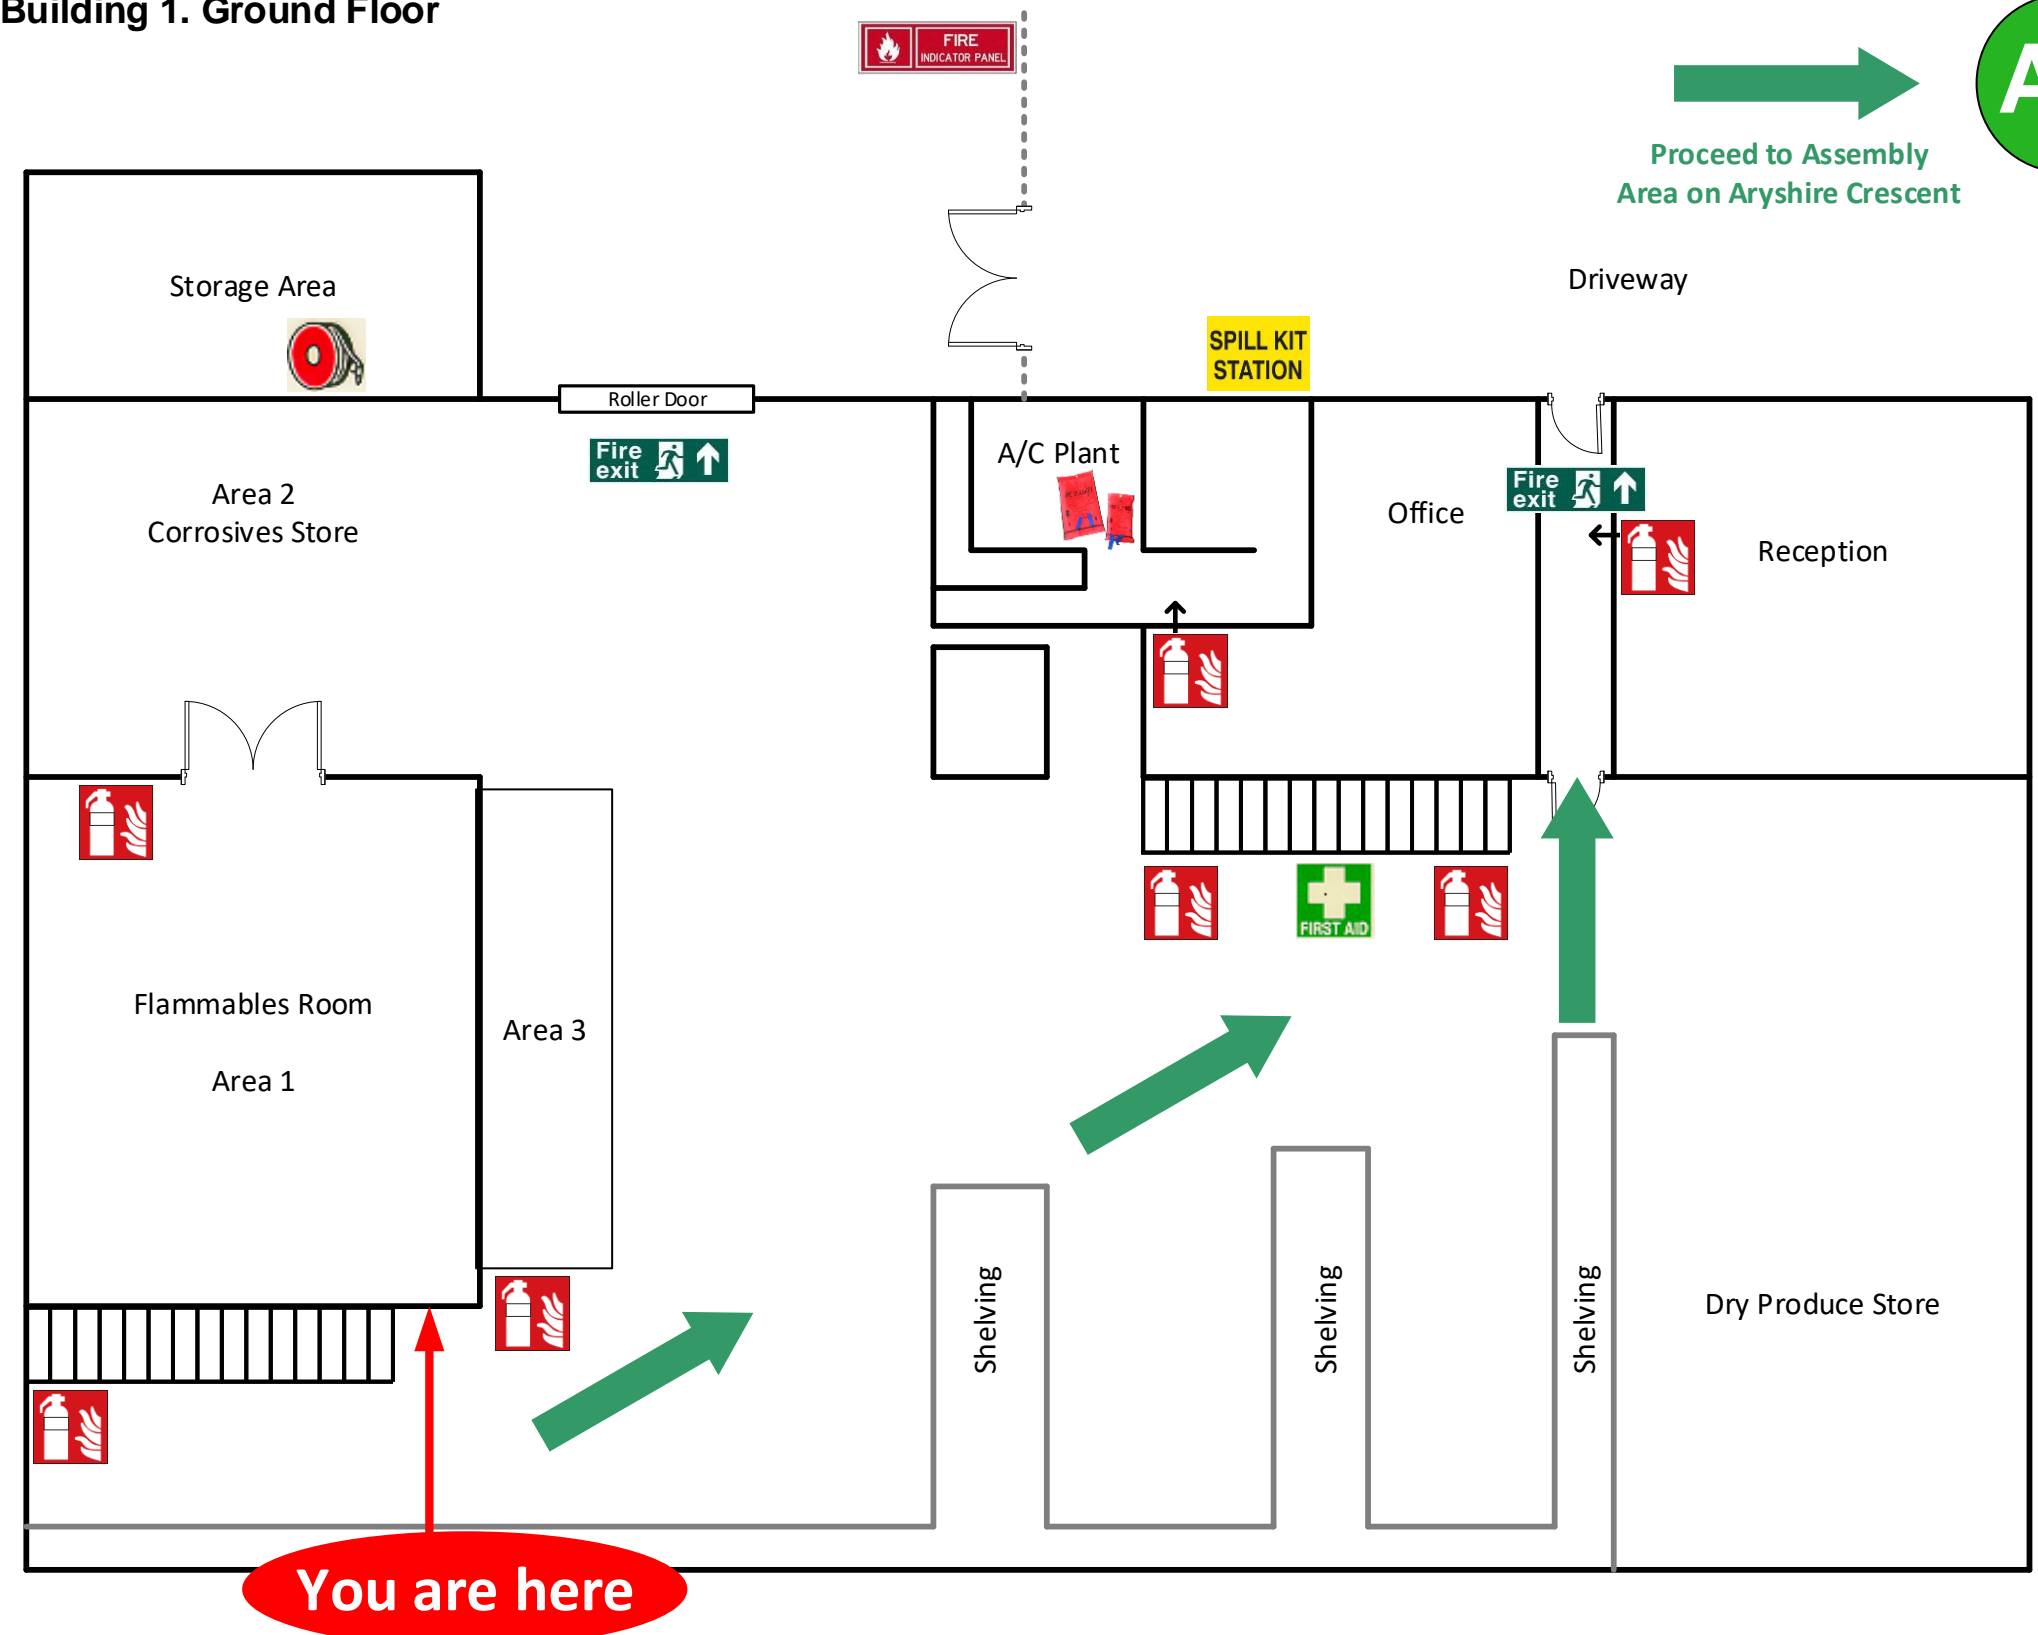 Building 1. Ground Floor
FIRE
INDICATOR PANEL
A
Proceed to Assembly
Area on Aryshire Crescent
Driveway
Storage Area
SPILL KIT
STATION
Roller Door
Fire
exit
A/C Plant
Area 2
Corrosives Store
Office
Fire
exit
Reception
FIRST AID
Flammables Room
Area 1
Area 3
Shelving
Shelving
Shelving
Dry Produce Store
You are here